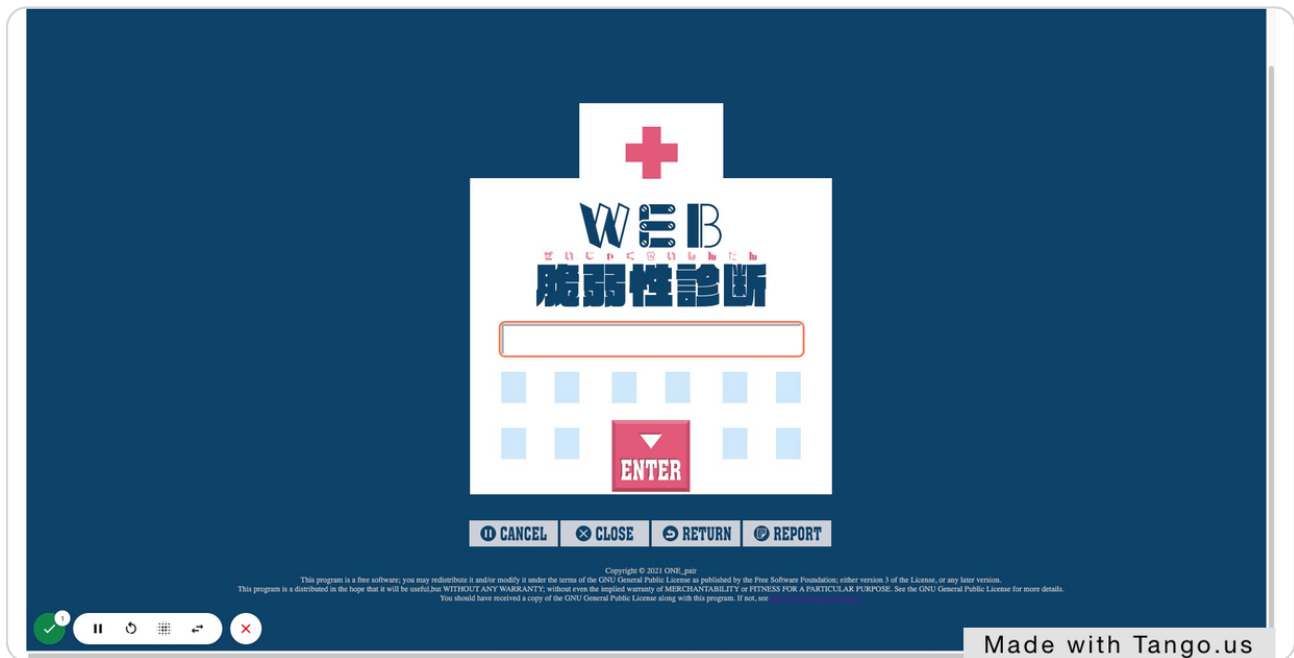 WEB
ぜいじゃくせいしんだん
脆弱性診断
ENTER
CANCEL CLOSE RETURN REPORT
Copyright © 2021 ONE_pair
This program is a free software; you may redistribute it and/or modify it under the terms of the GNU General Public License as published by the Free Software Foundation; either version 3 of the License, or any later version.
This program is a distributed in the hope that it will be useful,but WITHOUT ANY WARRANTY; without even the implied warranty of MERCHANTABILITY or FITNESS FOR A PARTICULAR PURPOSE. See the GNU General Public License for more details.
You should have received a copy of the GNU General Public License along with this program. If not, see
1
Made with Tango.us